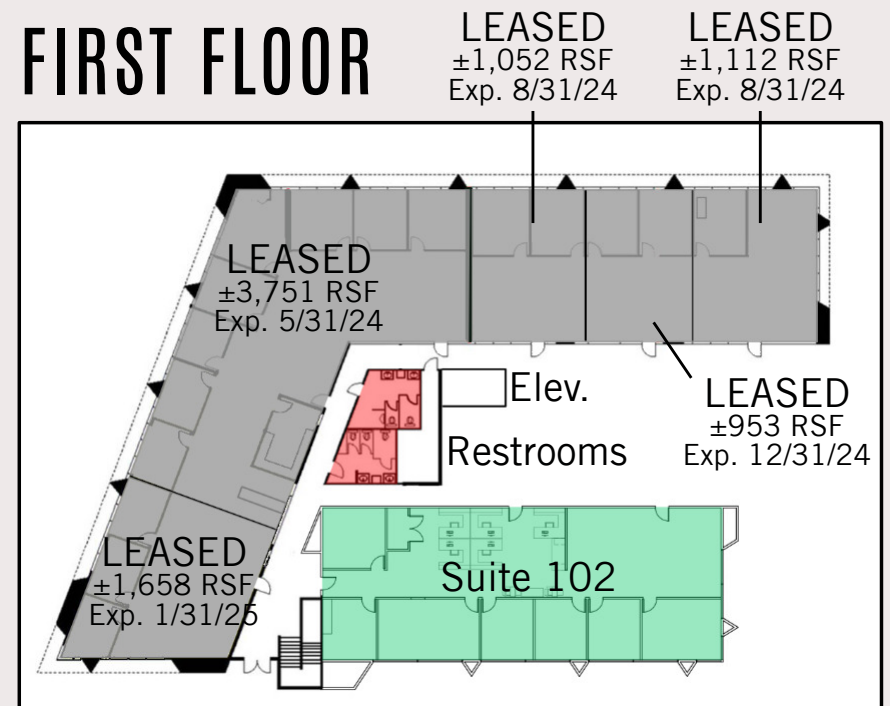 FIRST FLOOR
LEASED
±1,052 RSF
Exp. 8/31/24
LEASED
±1,112 RSF
Exp. 8/31/24
LEASED
±3,751 RSF
Exp. 5/31/24
Elev.
Restrooms
LEASED
±953 RSF
Exp. 12/31/24
LEASED
±1,658 RSF
Exp. 1/31/25
Suite 102